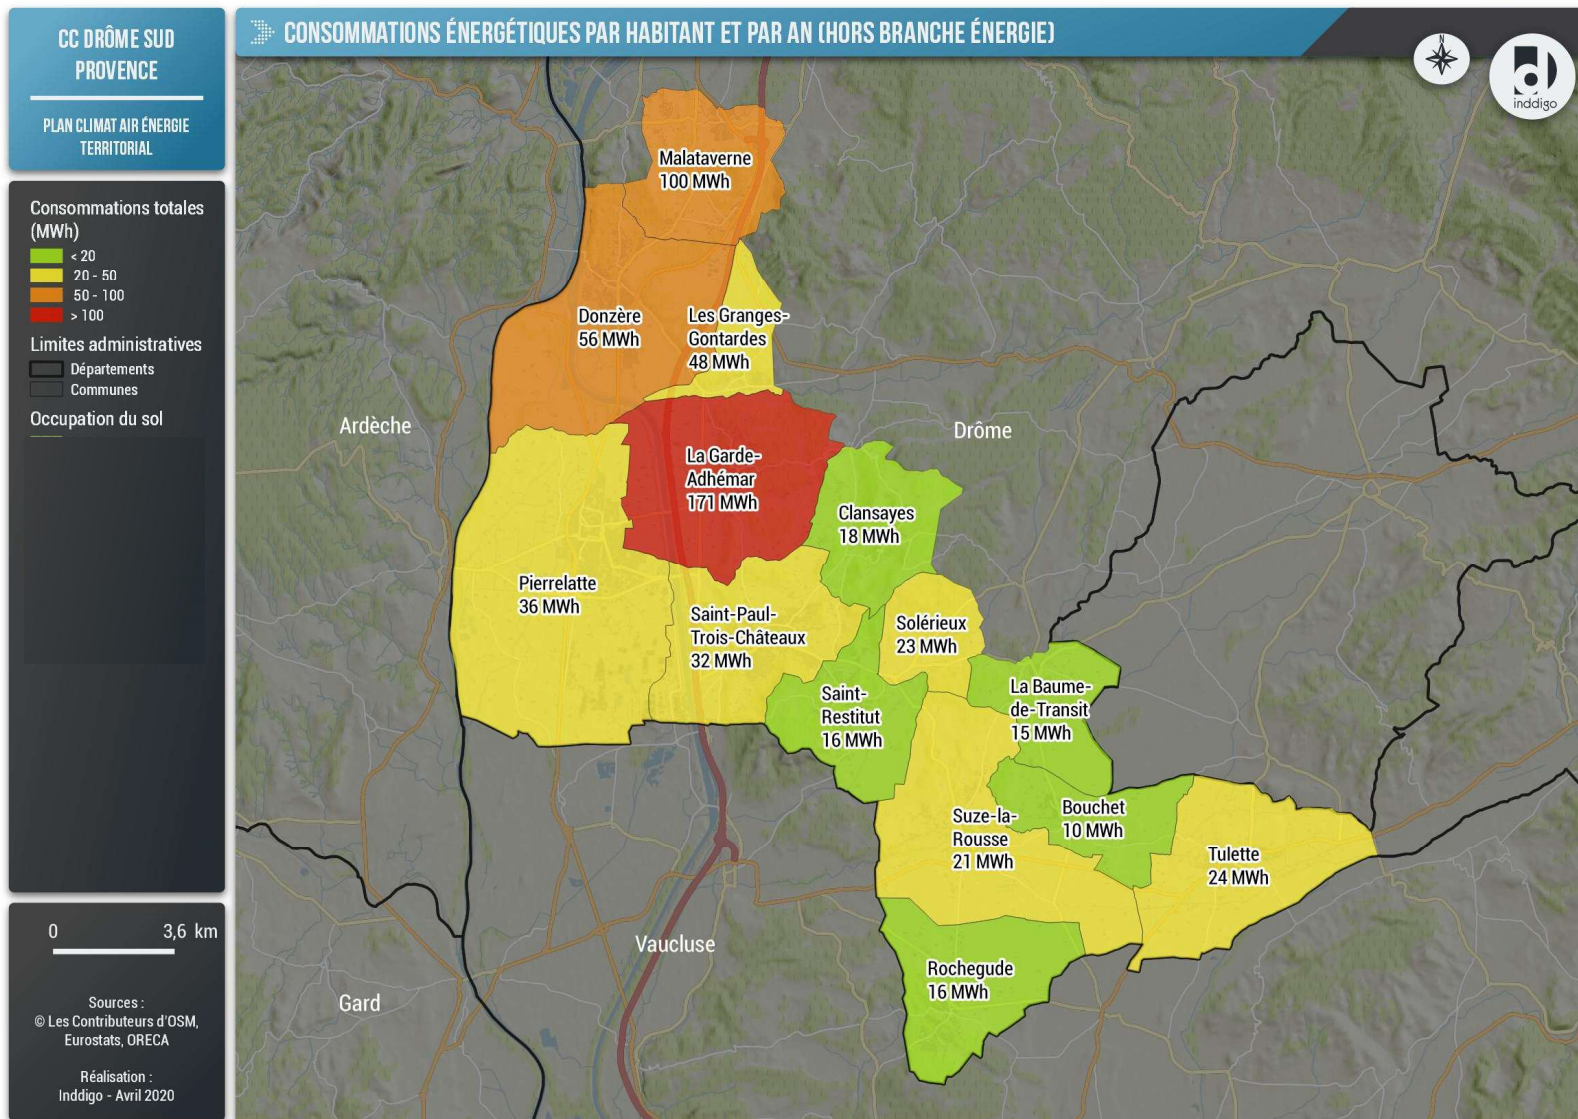 CC DRÔME SUD
PROVENCE
PLAN CLIMAT AIR ÉNERGIE
TERRITORIAL
CONSOMMATIONS ÉNERGÉTIQUES PAR HABITANT ET PAR AN (HORS BRANCHE ÉNERGIE)
N
inddigo
Consommations totales
(MWh)
< 20
20 - 50
50 - 100
> 100
Limites administratives
Départements
Communes
Occupation du sol
0 3,6 km
Sources :
© Les Contributeurs d'OSM,
Eurostats, ORECA
Réalisation :
Inddigo - Avril 2020
Malataverne
100 MWh
Donzère
56 MWh
Les Granges-
Gontardes
48 MWh
Ardèche
Drôme
La Garde-
Adhémar
171 MWh
Clansayes
18 MWh
Pierrelatte
36 MWh
Saint-Paul-
Trois-Châteaux
32 MWh
Solérieux
23 MWh
Saint-
Restitut
16 MWh
La Baume-
de-Transit
15 MWh
Suze-la-
Rousse
21 MWh
Bouchet
10 MWh
Tulette
24 MWh
Vaucluse
Rochegude
16 MWh
Gard